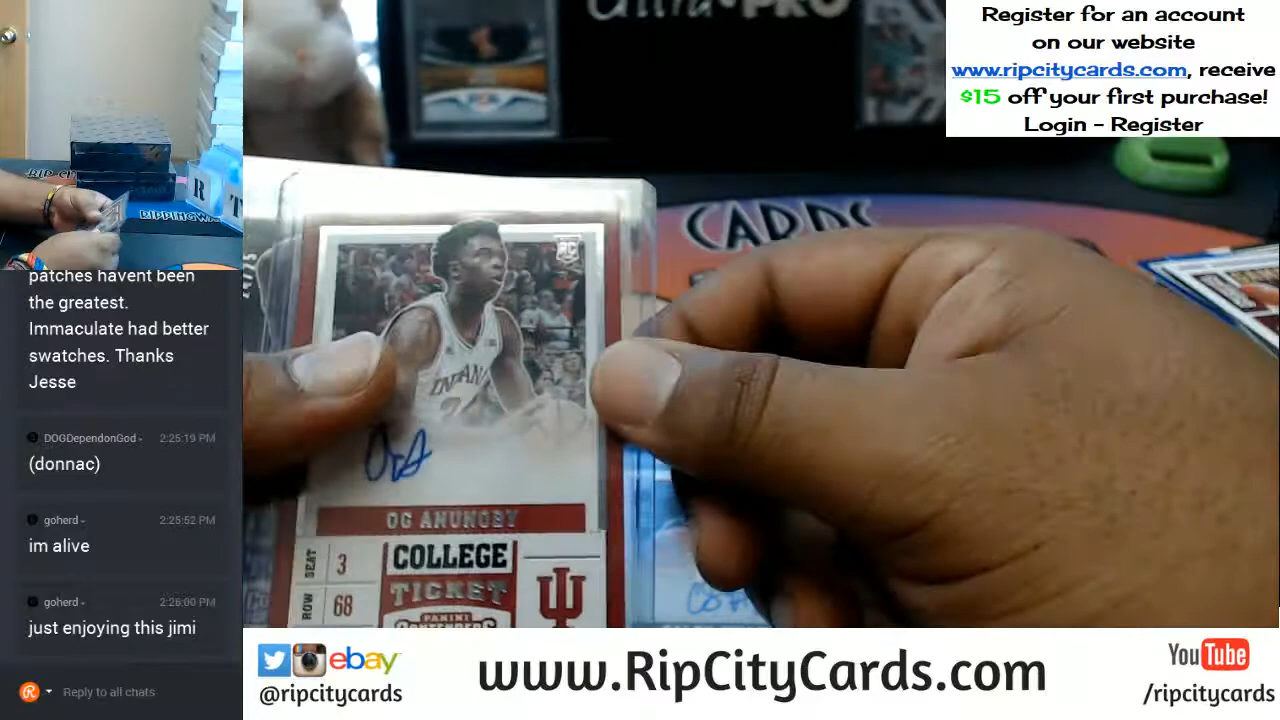 Ultra•PRO
Register for an account
on our website
www.ripcitycards.com, receive
$15 off your first purchase!
Login - Register
CARDS
R
RIPPINGWA
RC
INDIANA
OG ANUNOBY
SEAT
3
ROW
68
COLLEGE
TICKET
PANINI
CONTENDERS
IU
patches havent been
the greatest.
Immaculate had better
swatches. Thanks
Jesse
DOGDependonGod - 2:25:19 PM
(donnac)
goherd - 2:25:52 PM
im alive
goherd - 2:26:00 PM
just enjoying this jimi
Reply to all chats
ebay
@ripcitycards
www.RipCityCards.com
YouTube
/ripcitycards